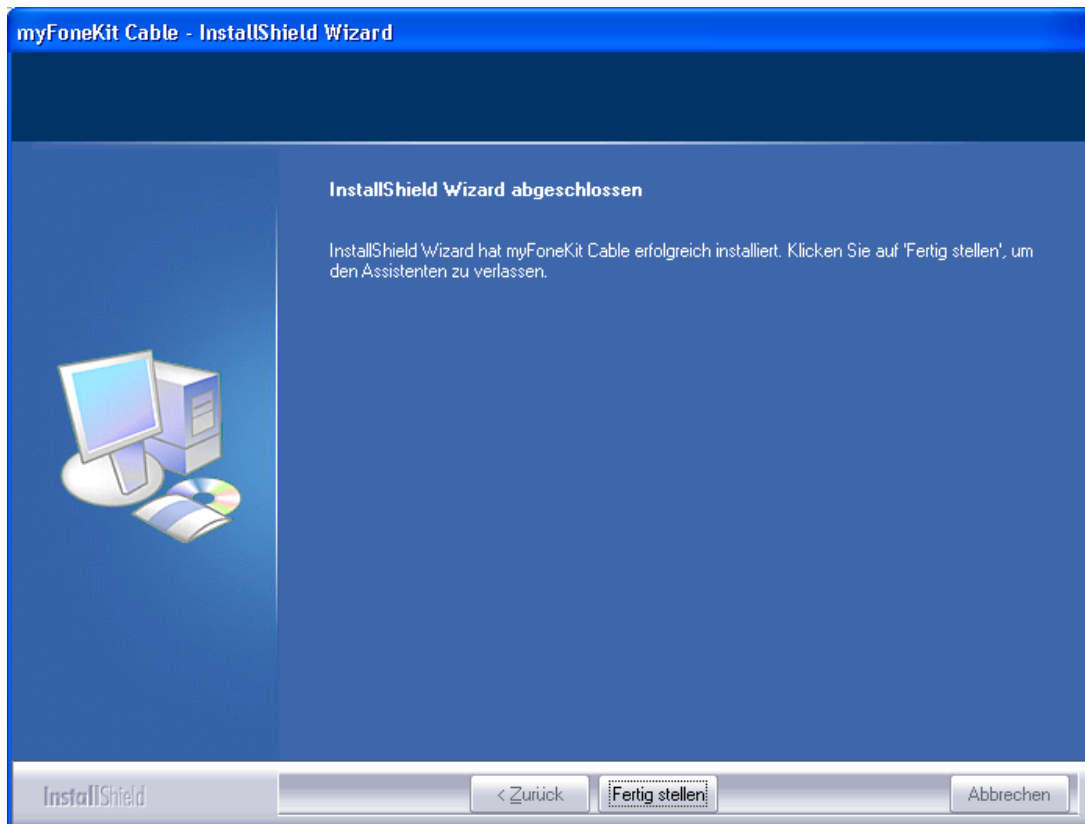 myFoneKit Cable - InstallShield Wizard
InstallShield Wizard abgeschlossen
InstallShield Wizard hat myFoneKit Cable erfolgreich installiert. Klicken Sie auf 'Fertig stellen', um
den Assistenten zu verlassen.
InstallShield
< Zurück
Fertig stellen
Abbrechen